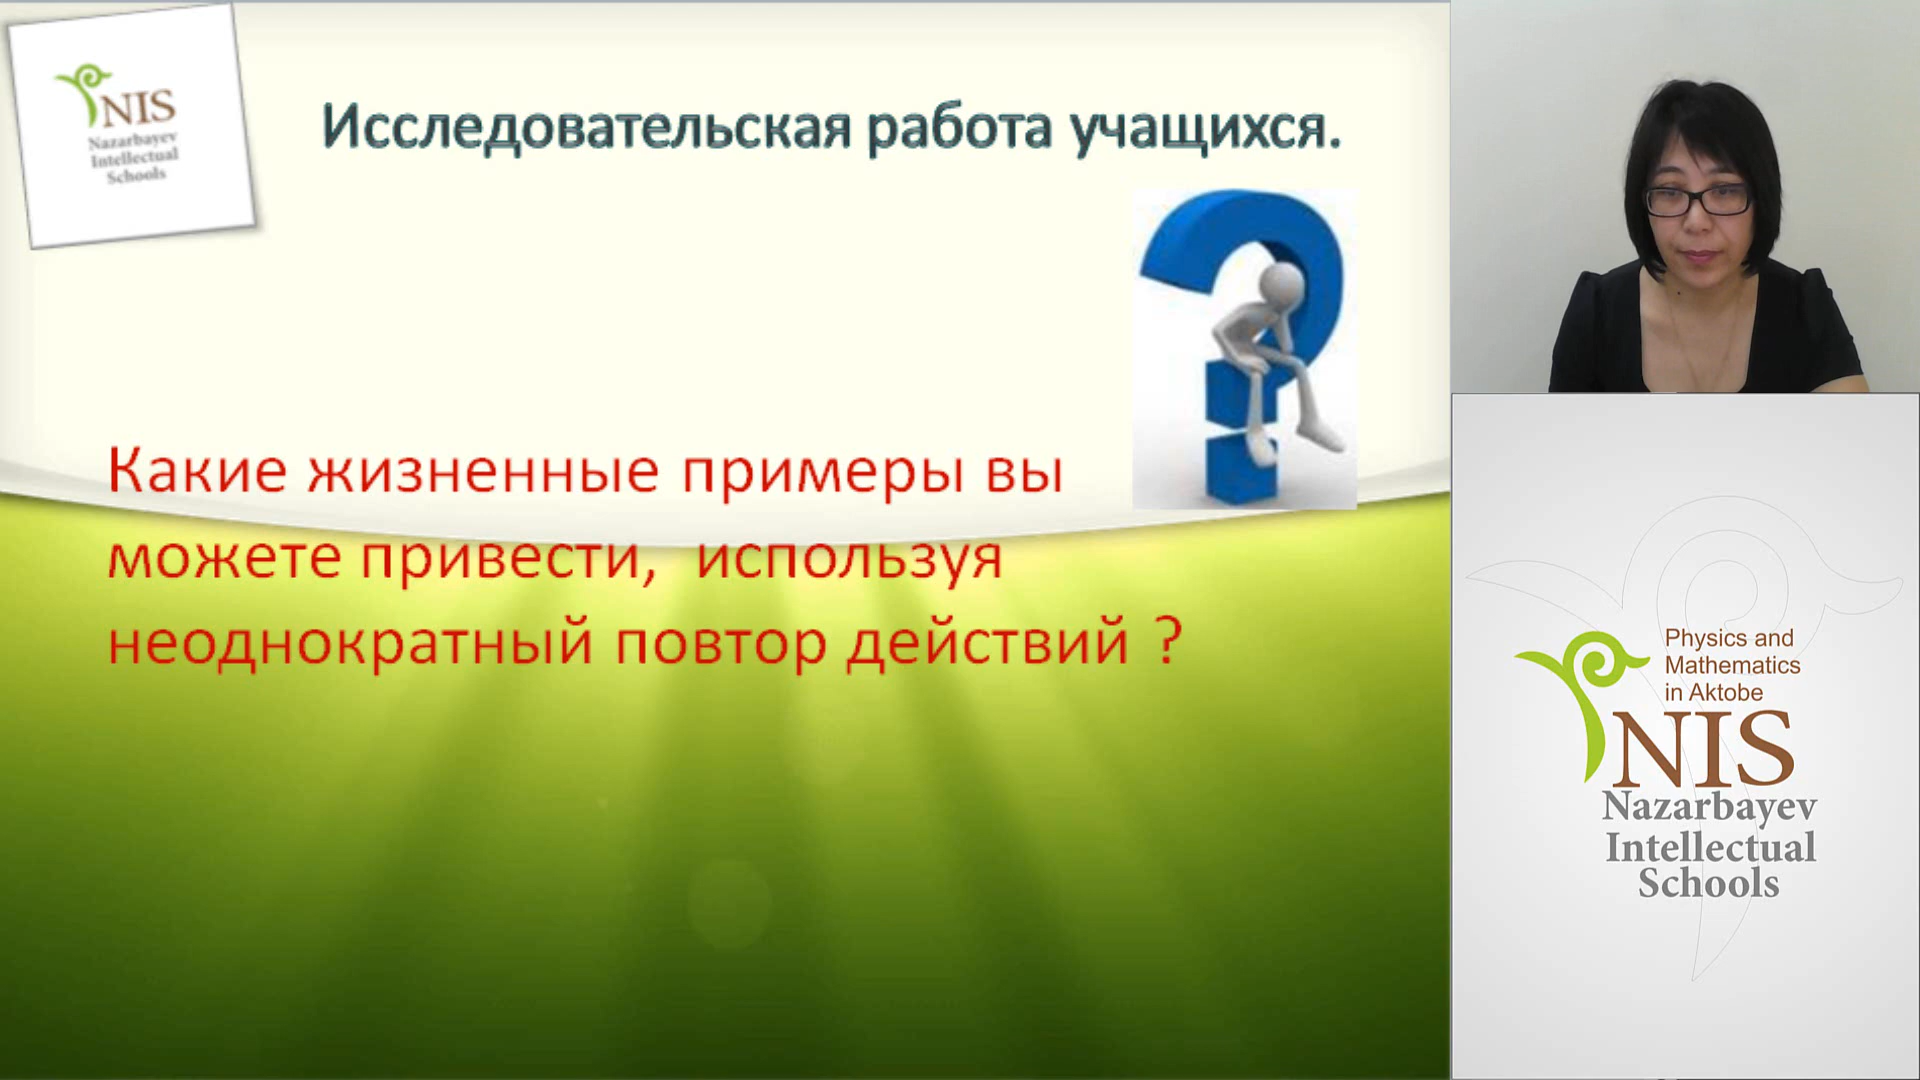 NIS
Nazarbayev
Intellectual
Schools
Исследовательская работа учащихся.
Какие жизненные примеры вы
можете привести, используя
неоднократный повтор действий ?
Physics and
Mathematics
in Aktobe
NIS
Nazarbayev
Intellectual
Schools